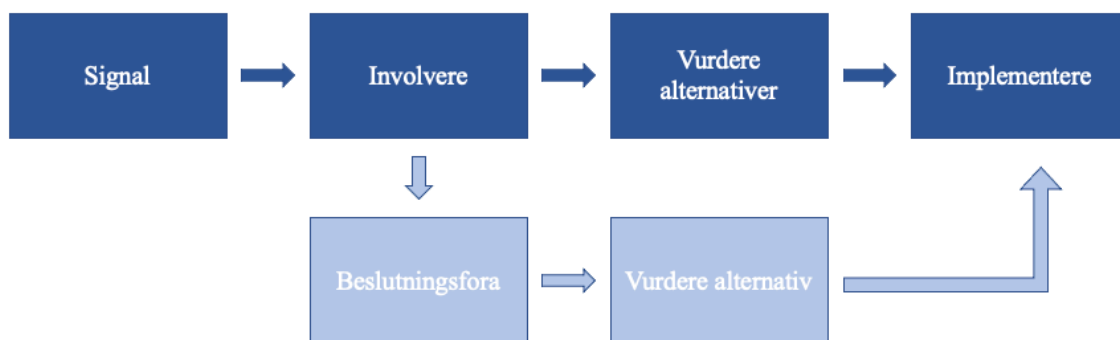 Signal
Involvere
Vurdere
alternativer
Implementere
Beslutningsfora
Vurdere alternativ